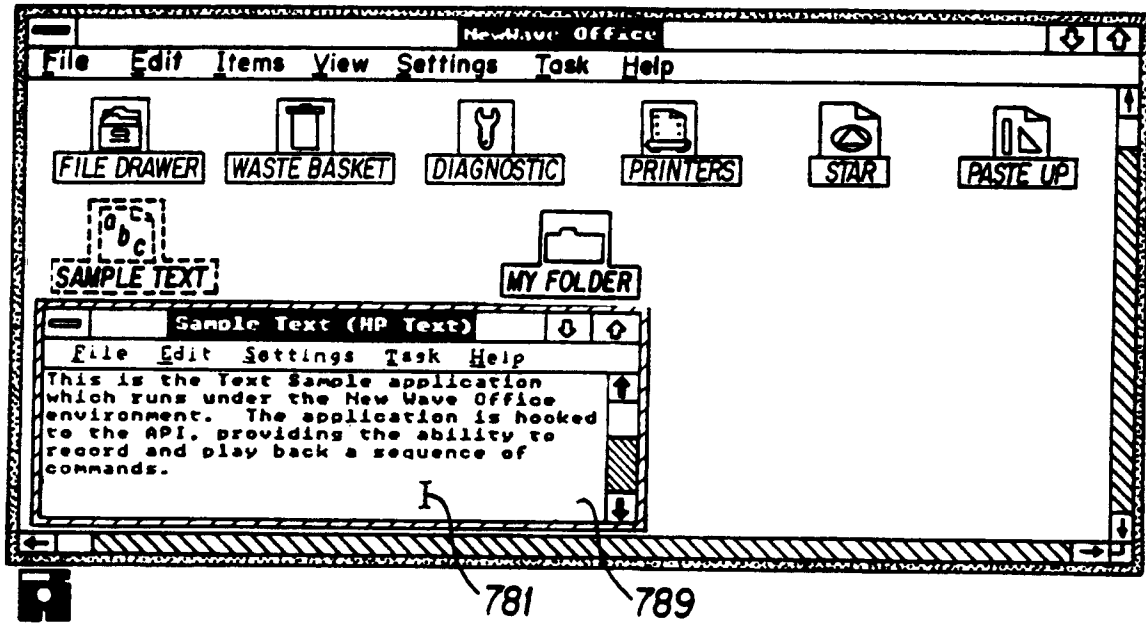 NewWave Office
File Edit Items View Settings Task Help
FILE DRAWER WASTE BASKET DIAGNOSTIC PRINTERS STAR PASTE UP
abc
SAMPLE TEXT MY FOLDER
Sample Text (HP Text)
File Edit Settings Task Help
This is the Text Sample application
which runs under the New Wave Office
environment. The application is hooked
to the API, providing the ability to
record and play back a sequence of
commands.
781 789